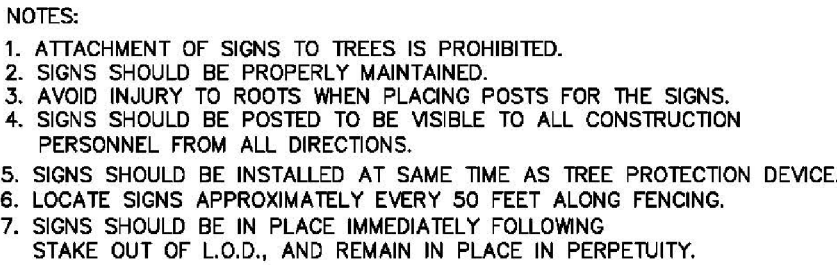 NOTES:
1. ATTACHMENT OF SIGNS TO TREES IS PROHIBITED.
2. SIGNS SHOULD BE PROPERLY MAINTAINED.
3. AVOID INJURY TO ROOTS WHEN PLACING POSTS FOR THE SIGNS.
4. SIGNS SHOULD BE POSTED TO BE VISIBLE TO ALL CONSTRUCTION
PERSONNEL FROM ALL DIRECTIONS.
5. SIGNS SHOULD BE INSTALLED AT SAME TIME AS TREE PROTECTION DEVICE.
6. LOCATE SIGNS APPROXIMATELY EVERY 50 FEET ALONG FENCING.
7. SIGNS SHOULD BE IN PLACE IMMEDIATELY FOLLOWING
STAKE OUT OF L.O.D., AND REMAIN IN PLACE IN PERPETUITY.